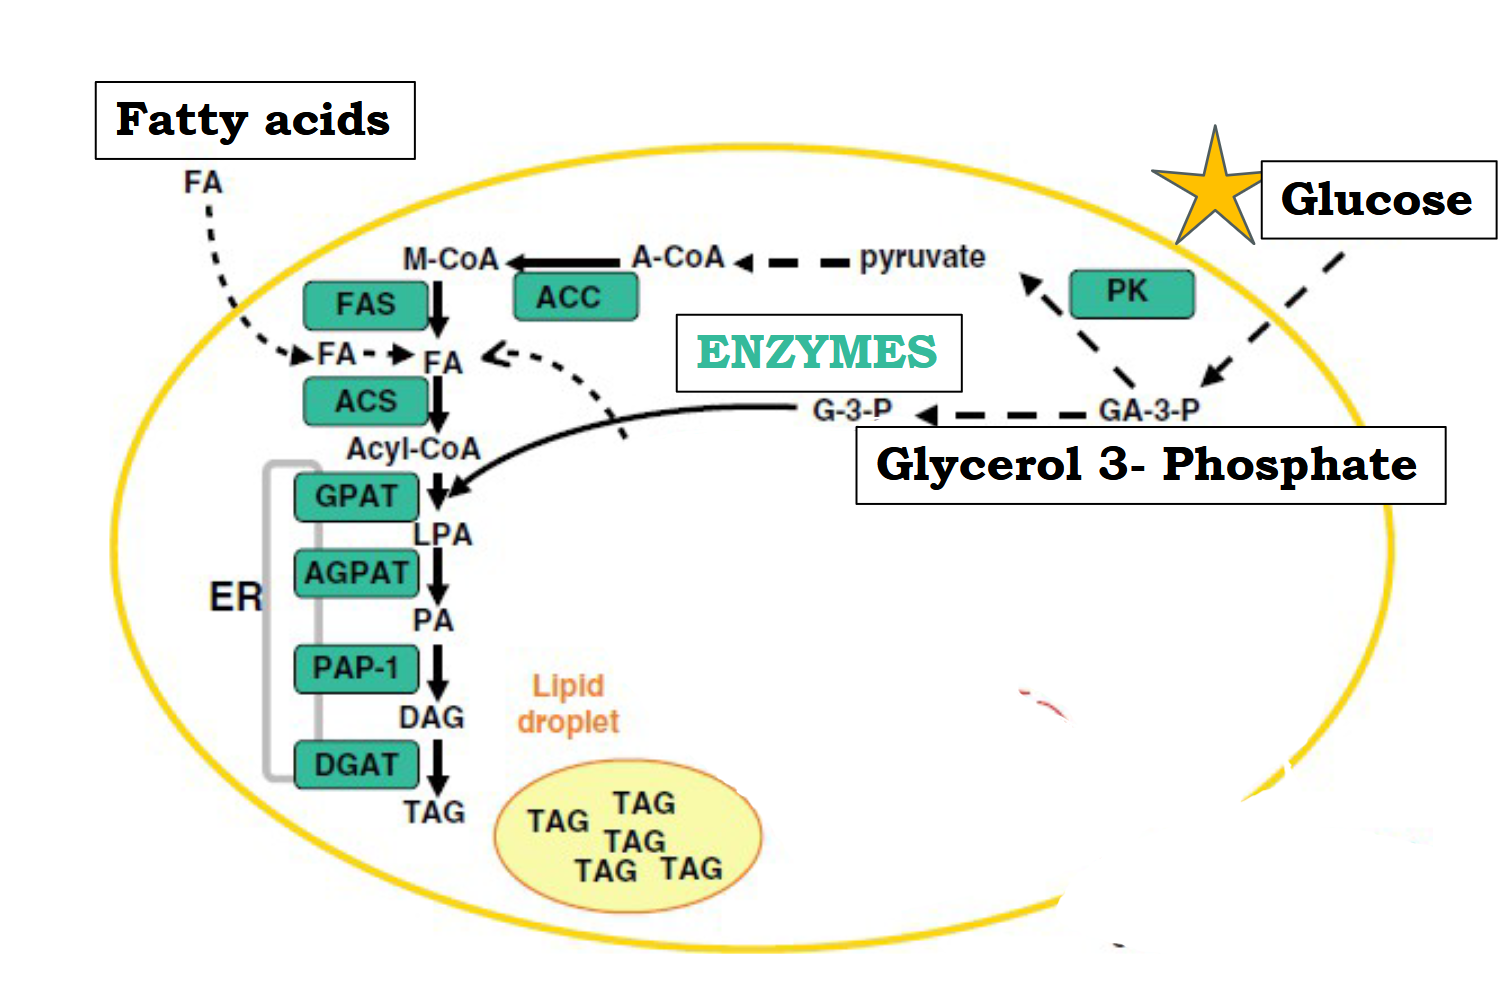 Fatty acids
FA
Glucose
M-CoA
A-CoA
pyruvate
FAS
ACC
PK
FA
FA
ENZYMES
ACS
G-3-P
GA-3-P
Acyl-CoA
Glycerol 3- Phosphate
GPAT
LPA
AGPAT
ER
PA
PAP-1
Lipid
droplet
DAG
DGAT
TAG
TAG
TAG
TAG
TAG
TAG